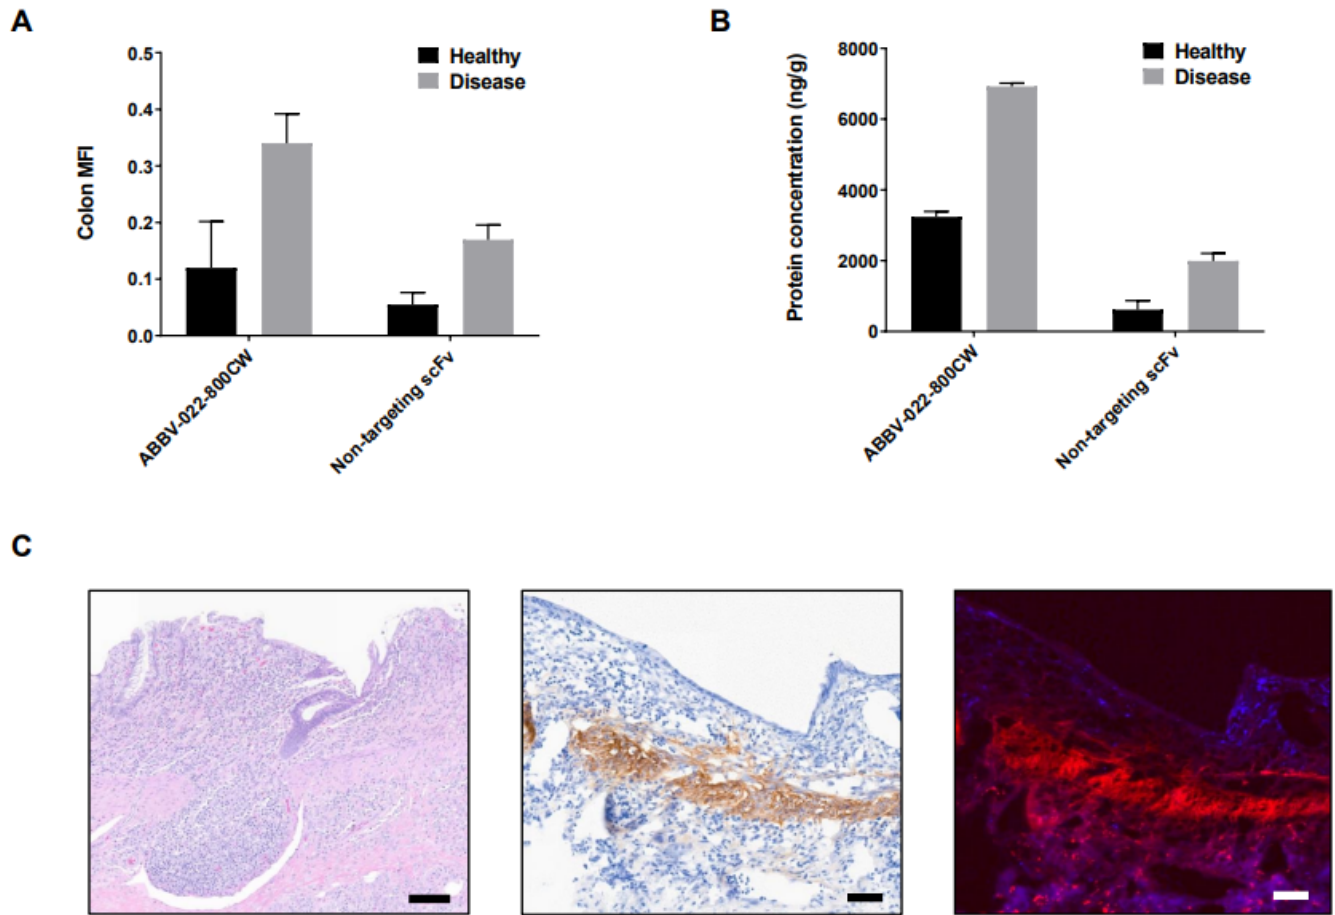 A
0.5
0.4
0.3
0.2
0.1
0.0
Colon MFI
Healthy
Disease
ABBV-022-800CW
Non-targeting scFv
B
8000
6000
4000
2000
0
Protein concentration (ng/g)
Healthy
Disease
ABBV-022-800CW
Non-targeting scFv
C